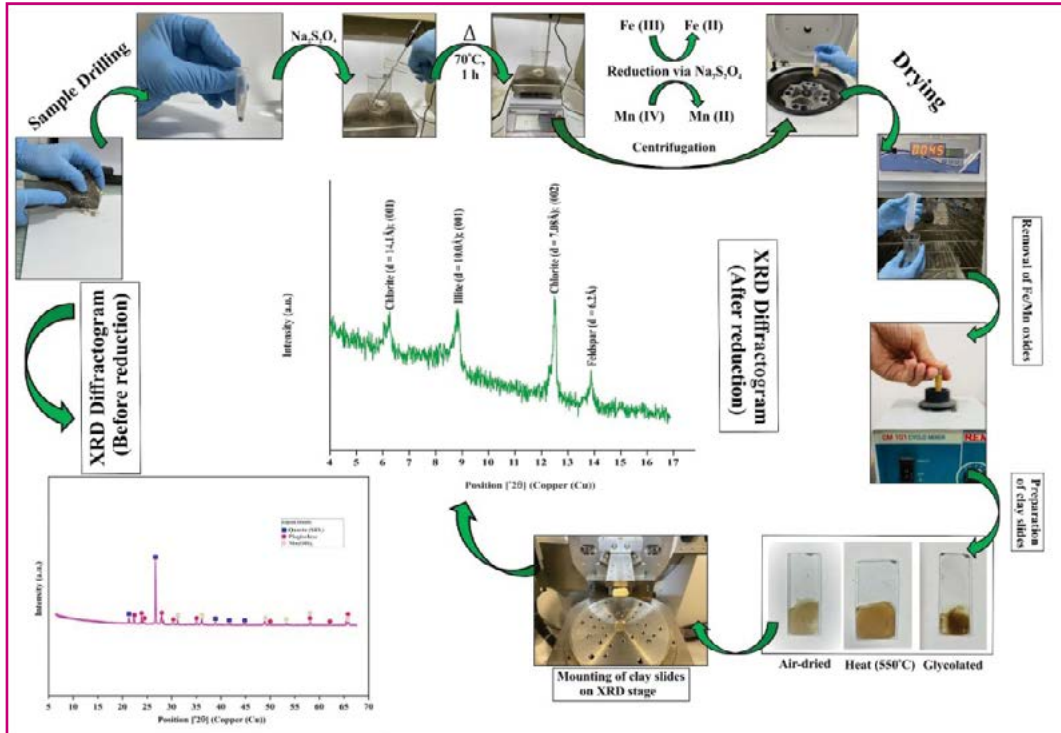 Sample Drilling
Na₂S₂O₄
Δ
70°C,
1 h
Fe (III) Fe (II)
Reduction via Na₂S₂O₄
Mn (IV) Mn (II)
Centrifugation
Drying
0045
Removal of Fe/Mn oxides
CM 101 CYCLO MIXER
Preparation
of clay slides
Air-dried Heat (550°C) Glycolated
Mounting of clay slides
on XRD stage
XRD Diffractogram
(After reduction)
Intensity (a.u.)
Chlorite (d = 14.1Å); (001)
Illite (d = 10.0Å); (001)
Chlorite (d = 7.08Å); (002)
Feldspar (d = 6.2Å)
4 5 6 7 8 9 10 11 12 13 14 15 16 17
Position [°2θ] (Copper (Cu))
XRD Diffractogram
(Before reduction)
Intensity (a.u.)
Plagioclase
5 10 15 20 25 30 35 40 45 50 55 60 65 70
Position [°2θ] (Copper (Cu))